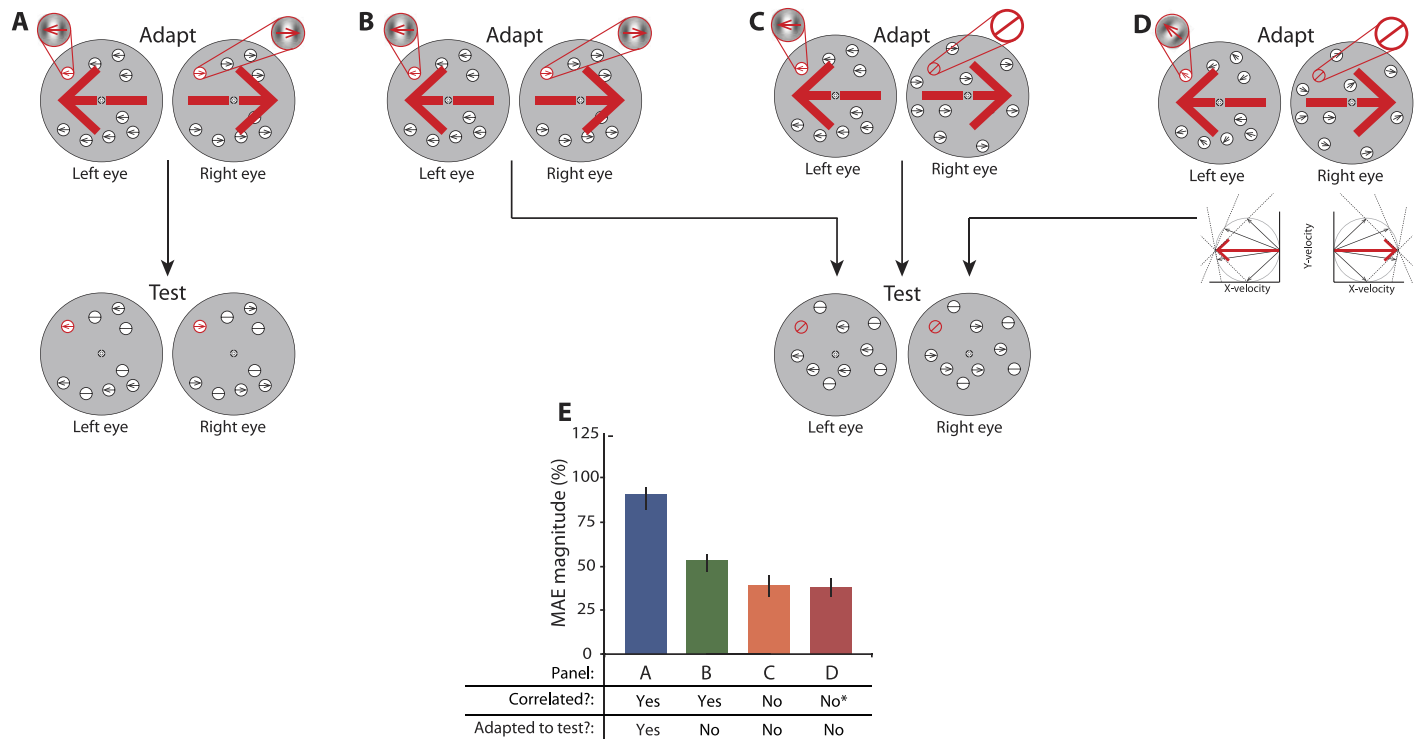 A Adapt
Left eye Right eye
Test
Left eye Right eye
B Adapt
Left eye Right eye
C Adapt
Left eye Right eye
D Adapt
Left eye Right eye
X-velocity Y-velocity X-velocity
Test
Left eye Right eye
E
MAE magnitude (%)
125
100
75
50
25
0
Panel: A B C D
Correlated?: Yes Yes No No*
Adapted to test?: Yes No No No